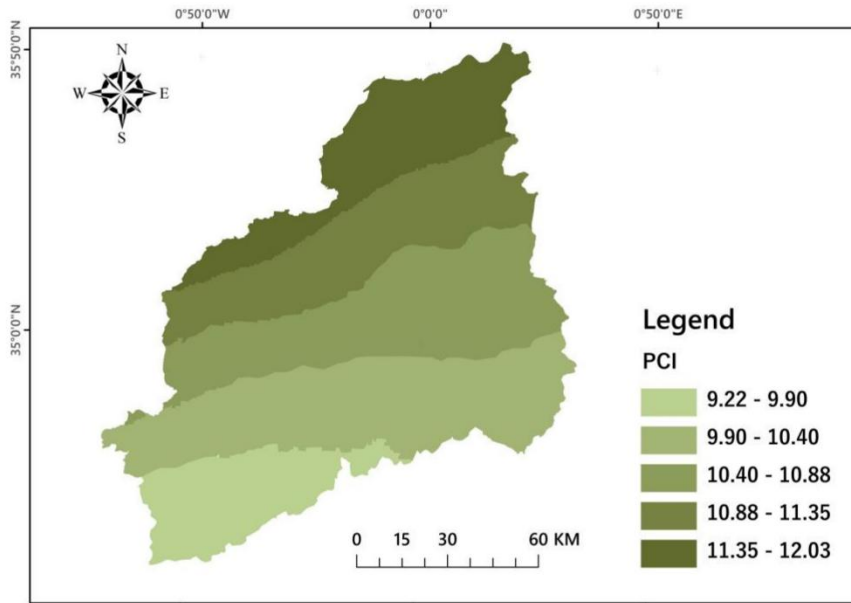 0°50'0"W 0°0'0" 0°50'0"E
35°50'0"N
N
W E
S
35°0'0"N
Legend
PCI
9.22 - 9.90
9.90 - 10.40
10.40 - 10.88
10.88 - 11.35
11.35 - 12.03
0 15 30 60 KM